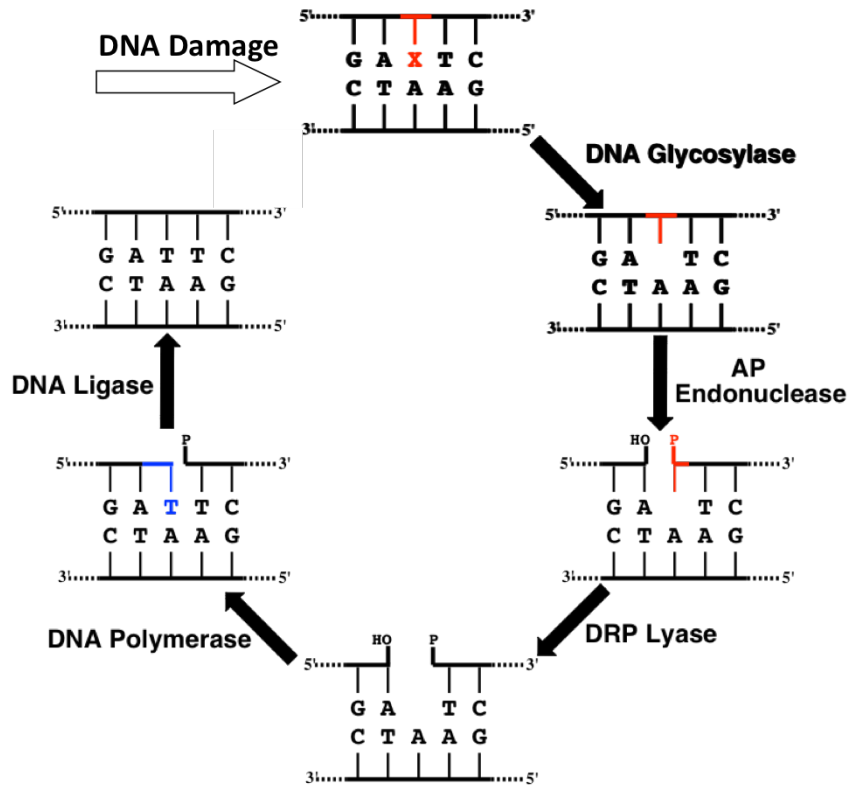 5' 3'
DNA Damage
G A X T C
C T A A G
3' 5'
DNA Glycosylase
5' 3'
G A T C
C T A A G
3' 5'
AP
Endonuclease
HO P
5' 3'
G A T C
C T A A G
3' 5'
DRP Lyase
HO P
5' 3'
G A T C
C T A A G
3' 5'
DNA Polymerase
P
5' 3'
G A T T C
C T A A G
3' 5'
DNA Ligase
5' 3'
G A T T C
C T A A G
3' 5'